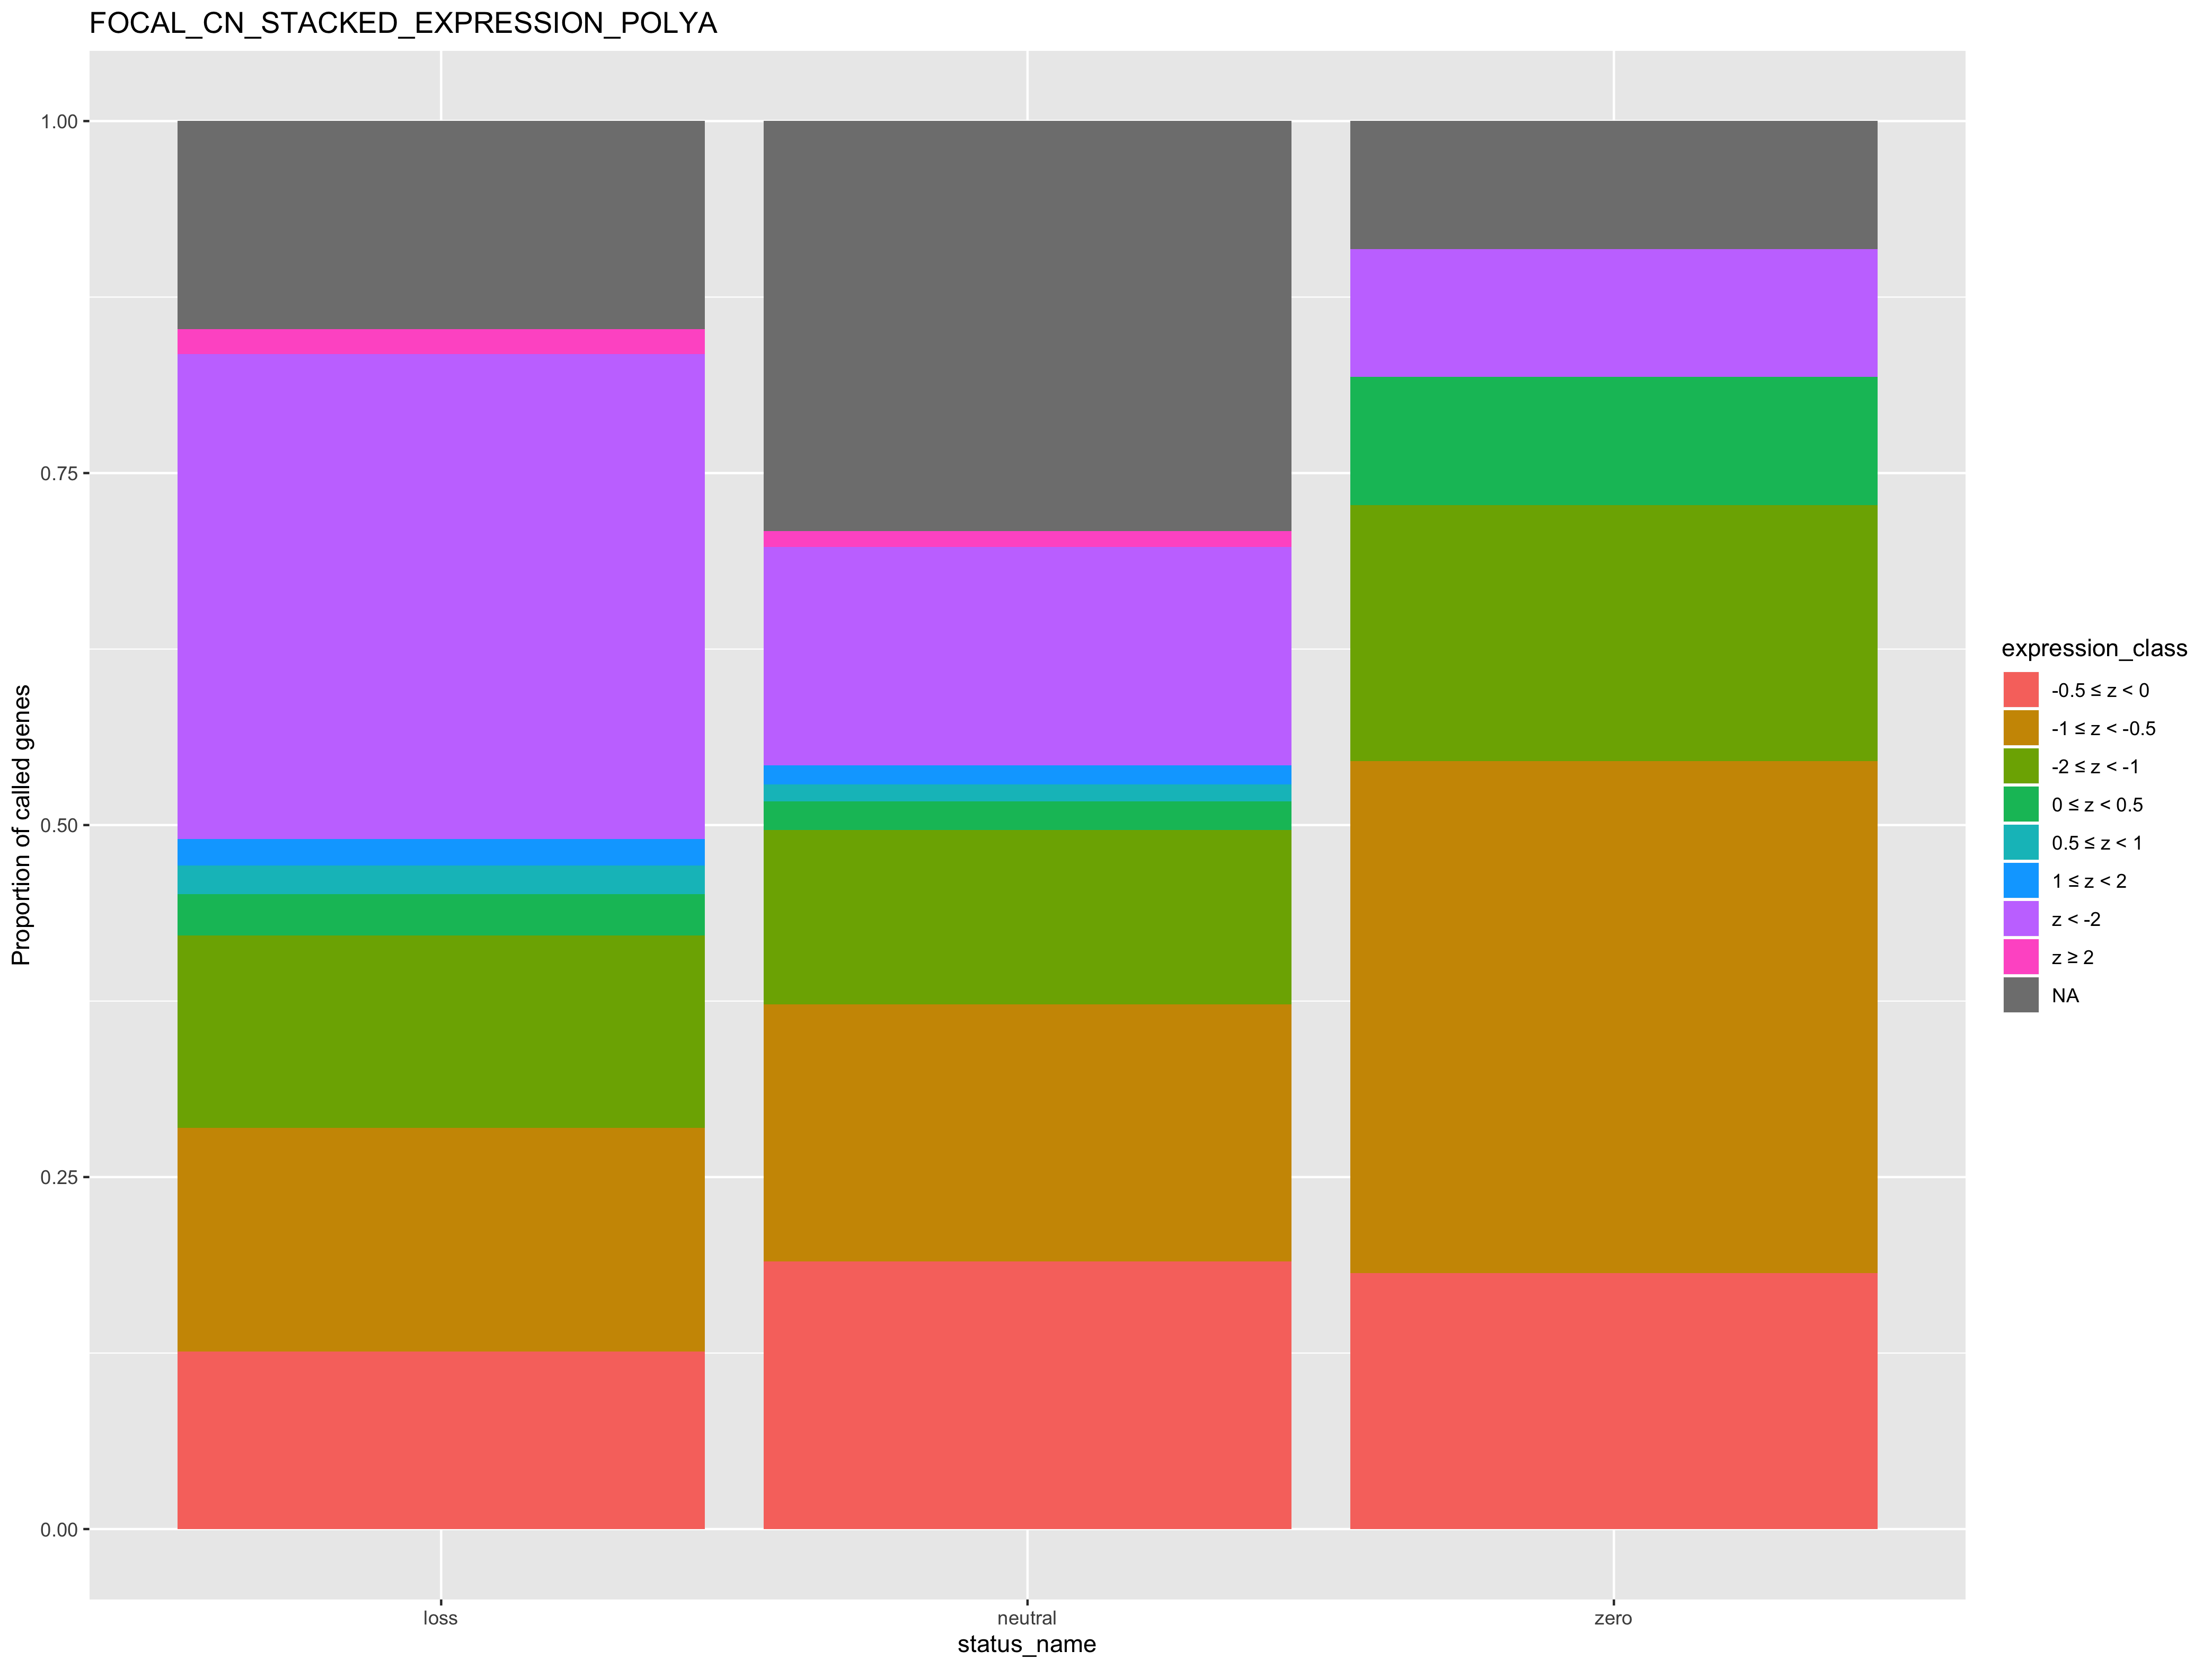 FOCAL_CN_STACKED_EXPRESSION_POLYA
1.00
0.75
0.50
0.25
0.00
Proportion of called genes
loss
neutral
zero
status_name
expression_class
-0.5 ≤ z < 0
-1 ≤ z < -0.5
-2 ≤ z < -1
0 ≤ z < 0.5
0.5 ≤ z < 1
1 ≤ z < 2
z < -2
z ≥ 2
NA